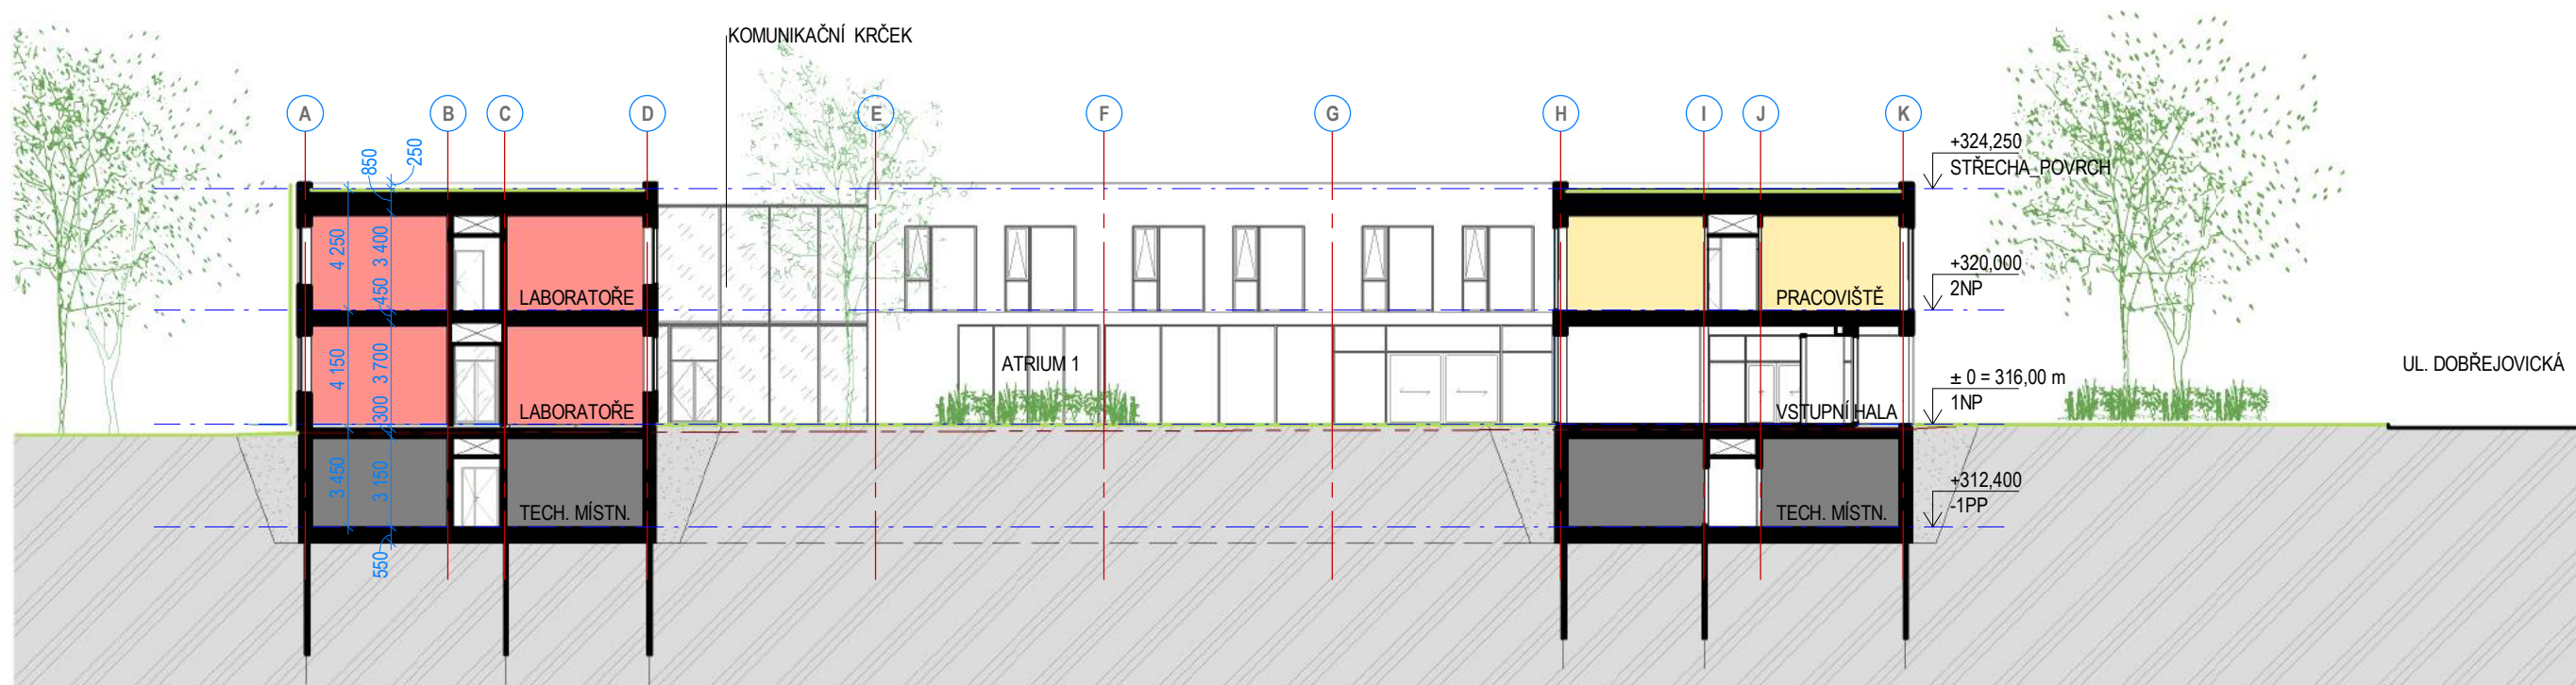 KOMUNIKAČNÍ KRČEK
A
B
C
D
E
F
G
H
I
J
K
850
250
+324,250
STŘECHA_POVRCH
4 250
3 400
450
LABORATOŘE
PRACOVIŠTĚ
+320,000
2NP
4 150
3 700
300
LABORATOŘE
ATRIUM 1
VSTUPNÍ HALA
± 0 = 316,00 m
1NP
UL. DOBŘEJOVICKÁ
3 450
3 150
TECH. MÍSTN.
TECH. MÍSTN.
+312,400
-1PP
550